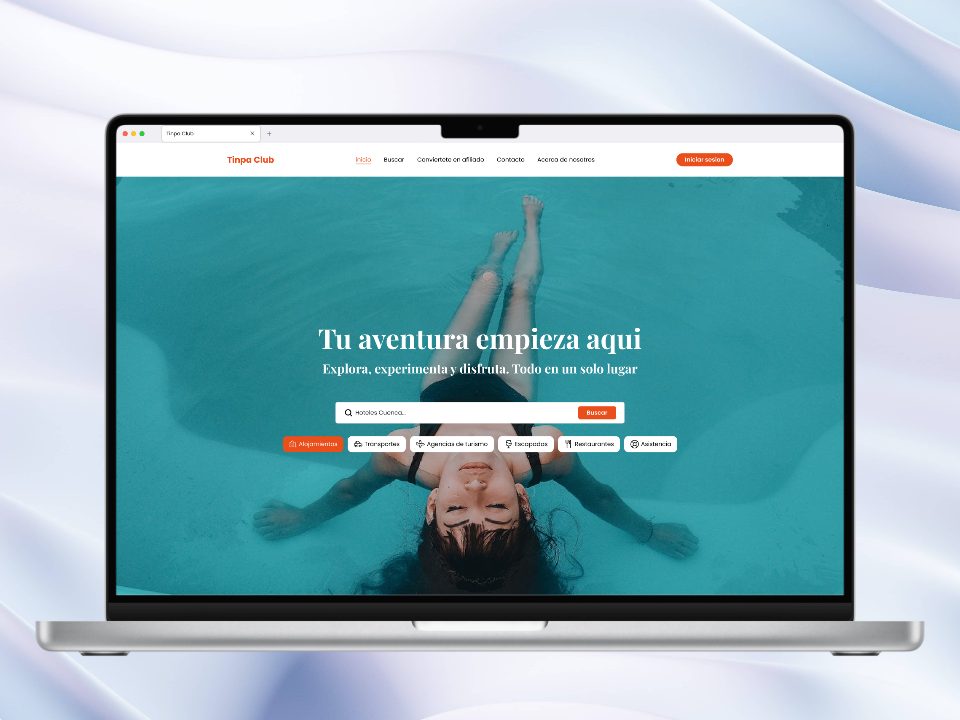 Tinpa Club
Tinpa Club
Inicio
Buscar
Conviertete en afiliado
Contacto
Acerca de nosotros
Iniciar sesion
Tu aventura empieza aqui
Explora, experimenta y disfruta. Todo en un solo lugar
Hoteles Cuenca...
Buscar
Alojamientos
Transportes
Agencias de turismo
Escapadas
Restaurantes
Asistencia